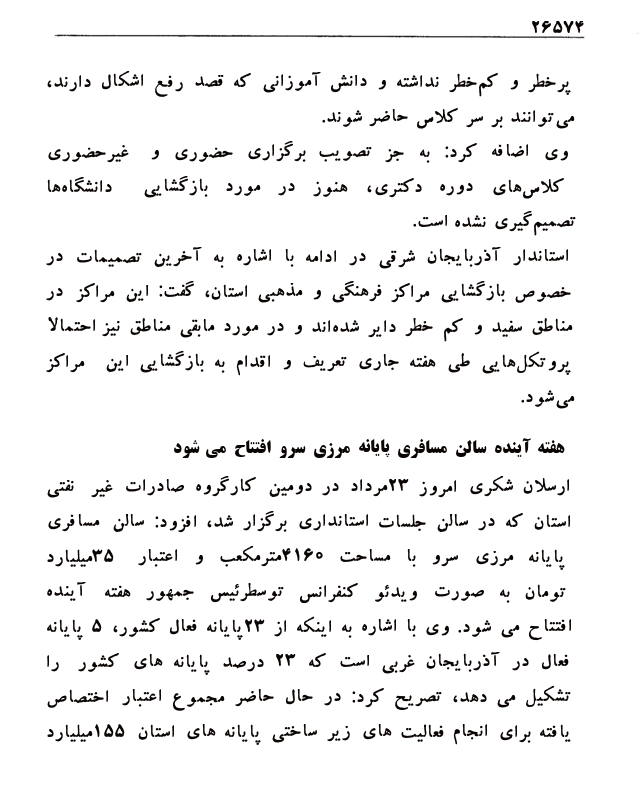 ۲۶۵۷۴
پرخطر و کم‌خطر نداشته و دانش آموزانی که قصد رفع اشکال دارند،
می‌توانند بر سر کلاس حاضر شوند.
وی اضافه کرد: به جز تصویب برگزاری حضوری و غیرحضوری
کلاس‌های دوره دکتری، هنوز در مورد بازگشایی دانشگاه‌ها
تصمیم‌گیری نشده است.
استاندار آذربایجان شرقی در ادامه با اشاره به آخرین تصمیمات در
خصوص بازگشایی مراکز فرهنگی و مذهبی استان، گفت: این مراکز در
مناطق سفید و کم خطر دایر شده‌اند و در مورد مابقی مناطق نیز احتمالاً
پروتکل‌هایی طی هفته جاری تعریف و اقدام به بازگشایی این مراکز
می‌شود.
هفته آینده سالن مسافری پایانه مرزی سرو افتتاح می شود
ارسلان شکری امروز ۲۳مرداد در دومین کارگروه صادرات غیر نفتی
استان که در سالن جلسات استانداری برگزار شد، افزود: سالن مسافری
پایانه مرزی سرو با مساحت ۴۱۶۰مترمکعب و اعتبار ۳۵میلیارد
تومان به صورت ویدئو کنفرانس توسطرئیس جمهور هفته آینده
افتتاح می شود. وی با اشاره به اینکه از ۲۳پایانه فعال کشور، ۵ پایانه
فعال در آذربایجان غربی است که ۲۳ درصد پایانه های کشور را
تشکیل می دهد، تصریح کرد: در حال حاضر مجموع اعتبار اختصاص
یافته برای انجام فعالیت های زیر ساختی پایانه های استان ۱۵۵میلیارد